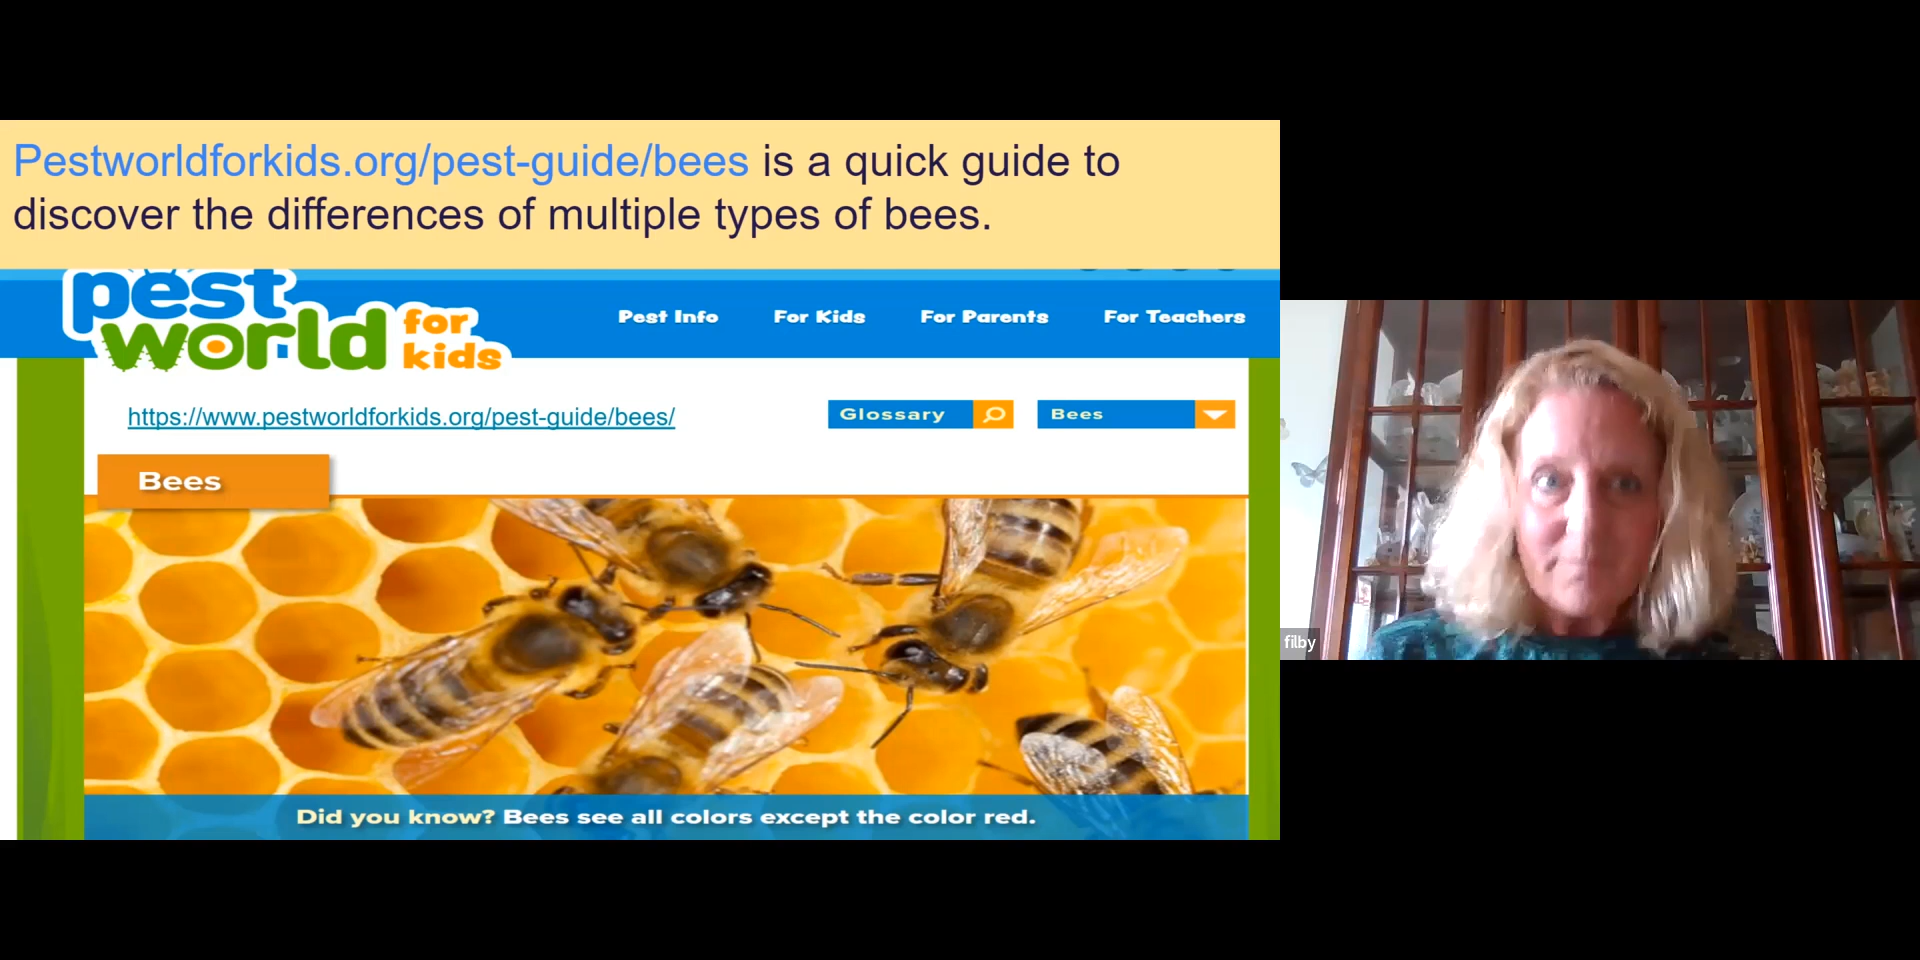 Pestworldforkids.org/pest-guide/bees is a quick guide to
discover the differences of multiple types of bees.
pest
world for
kids
Pest Info For Kids For Parents For Teachers
https://www.pestworldforkids.org/pest-guide/bees/
Glossary
Bees
Bees
Did you know? Bees see all colors except the color red.
filby